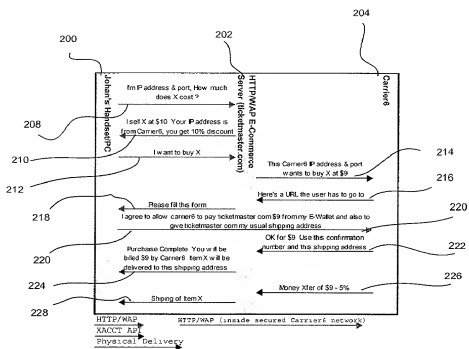 200
202
204
Johan's Handset/PC
HTTP/WAP E-Commerce
Server (ticketmaster.com)
Carrier6
I'm IP address & port, How much
does X cost ?
208
I sell X at $10 Your IP address is
from Carrier6, you get 10% discount
210
I want to buy X
212
This Carrier6 IP address & port
wants to buy X at $9
214
Here's a URL the user has to go to
216
Please fill this form
218
I agree to allow carrier6 to pay ticketmaster com $9 from my E-Wallet and also to
give ticketmaster com my usual shipping address
220
220
OK for $9 Use this confirmation
number and this shipping address
222
Purchase Complete You will be
billed $9 by Carrier6 item X will be
delivered to this shipping address
224
Money Xfer of $9 - 5%
226
Shiping of item X
228
HTTP/WAP
HTTP/WAP (inside secured Carrier6 network)
XACCT API
Physical Delivery